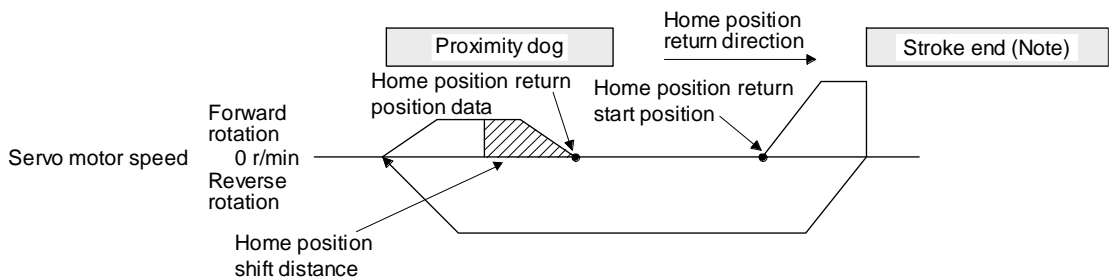 Proximity dog
Home position
return direction
Stroke end (Note)
Home position return
position data
Home position return
start position
Forward
rotation
Servo motor speed 0 r/min
Reverse
rotation
Home position
shift distance